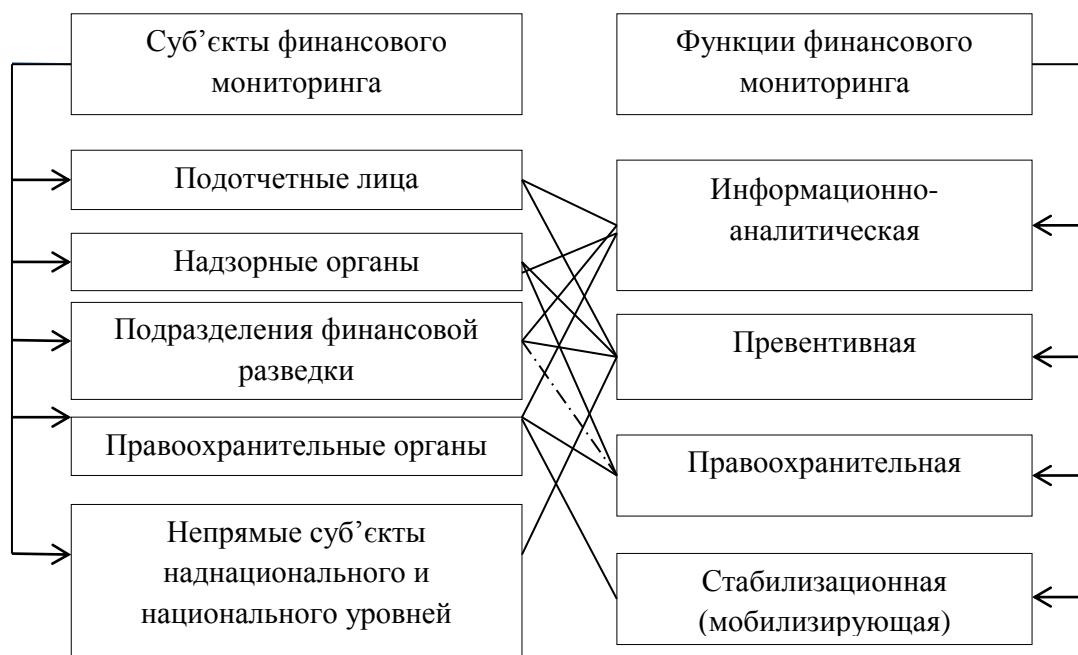 Суб’єкты финансового
мониторинга
Функции финансового
мониторинга
Подотчетные лица
Надзорные органы
Подразделения финансовой
разведки
Правоохранительные органы
Непрямые суб’єкты
наднационального и
национального уровней
Информационно-
аналитическая
Превентивная
Правоохранительная
Стабилизационная
(мобилизирующая)